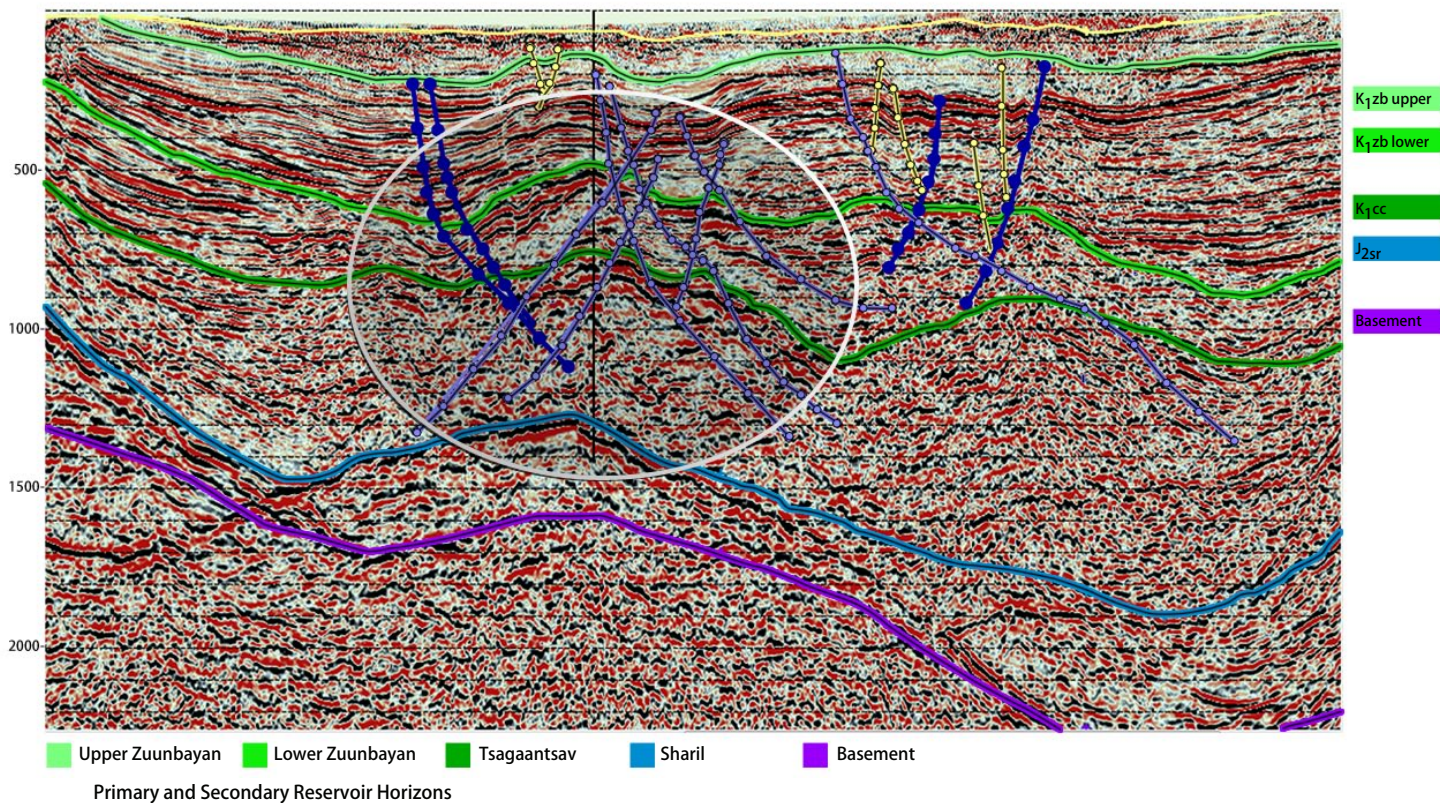 K1zb upper
K1zb lower
500
K1cc
J2sr
1000
Basement
1500
2000
Upper Zuunbayan Lower Zuunbayan Tsagaantsav Sharil Basement
Primary and Secondary Reservoir Horizons